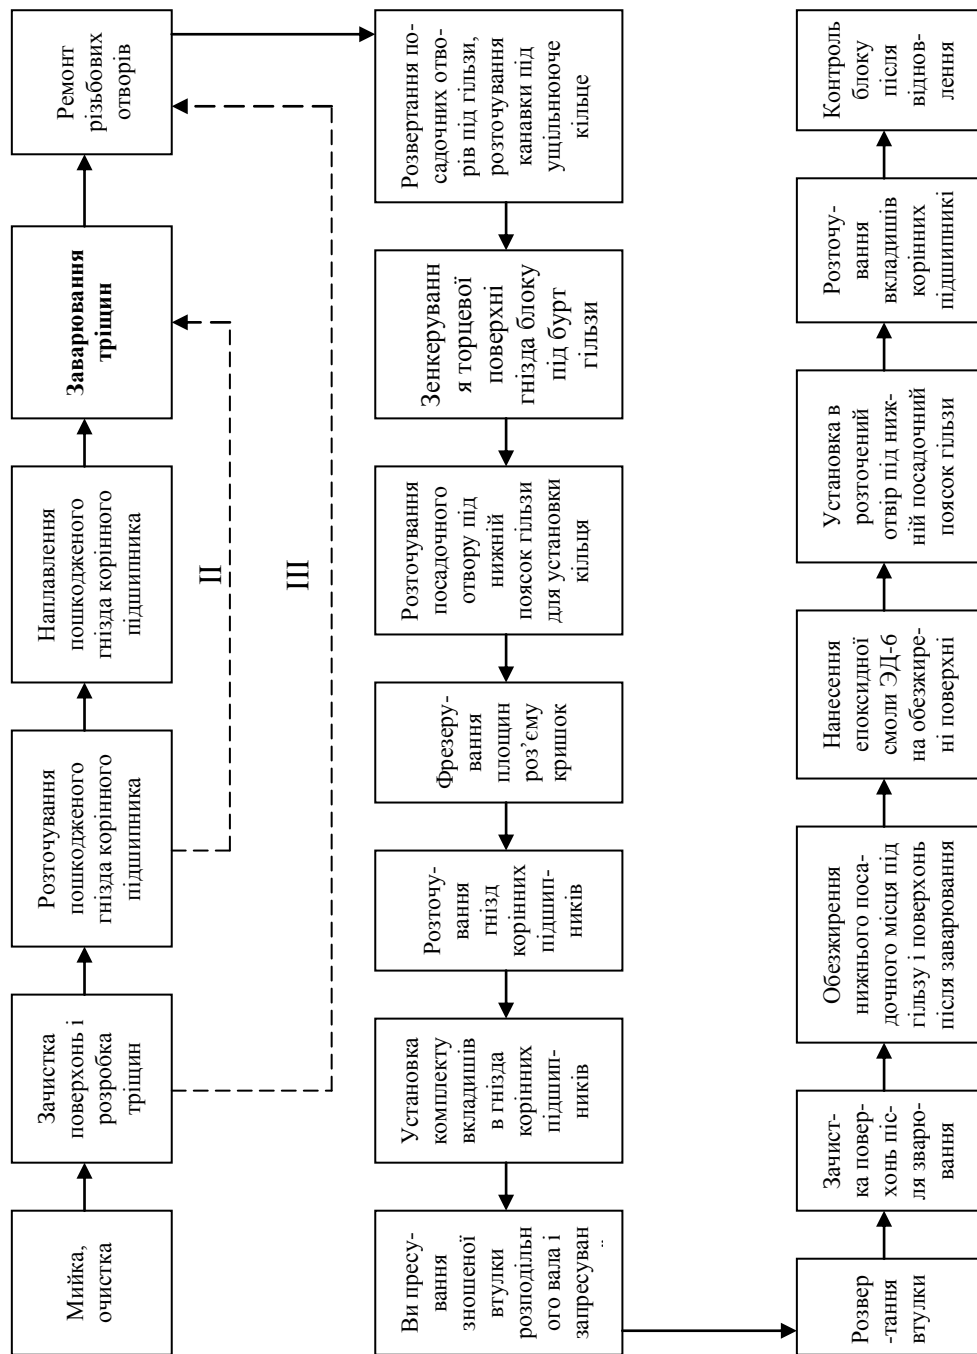 Мийка,
очистка
Зачистка
поверхонь і
розробка
тріщин
Розточування
пошкодженого
гнізда корінного
підшипника
Наплавлення
пошкодженого
гнізда корінного
підшипника
Заварювання
тріщин
Ремонт
різьбових
отворів
II
III
Розвертання по-
садочних отво-
рів під гільзи,
розточування
канавки під
ущільнююче
кільце
Зенкеруванн
я торцевої
поверхні
гнізда блоку
під бурт
гільзи
Розточування
посадочного
отвору під
нижній
поясок гільзи
для установки
кільця
Фрезеру-
вання
площин
роз’єму
кришок
Розточу-
вання
гнізд
корінних
підшип-
ників
Установка
комплекту
вкладишів
в гнізда
корінних
підшип-
ників
Ви пресу-
вання
зношеної
втулки
розподільн
ого вала і
запресуван
Розвер
-тання
втулки
Зачист-
ка повер-
хонь піс-
ля зварю-
вання
Обезжирення
нижнього поса-
дочного місця під
гільзу і поверхонь
після заварювання
Нанесення
епоксидної
смоли ЭД-6
на обезжире-
ні поверхні
Установка в
розточений
отвір під ниж-
ній посадочний
поясок гільзи
Розточу-
вання
вкладишів
корінних
підшипникі
Контроль
блоку
після
віднов-
лення